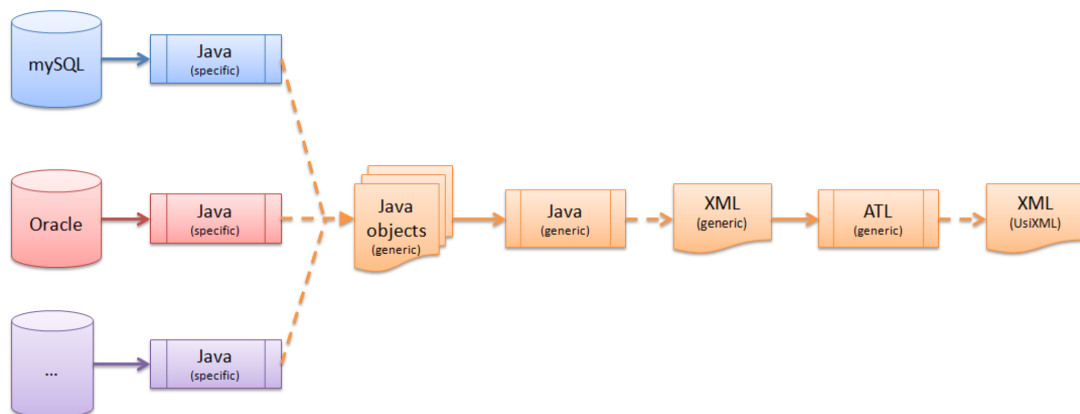 mySQL
Java
(specific)
Oracle
Java
(specific)
...
Java
(specific)
Java
objects
(generic)
Java
(generic)
XML
(generic)
ATL
(generic)
XML
(UsiXML)